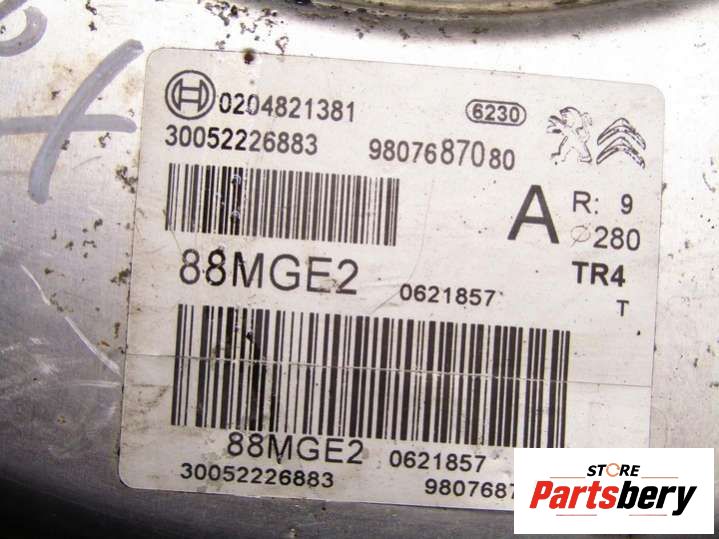 0204821381 6230
30052226883 9807687080
A R: 9
⌀280
88MGE2 0621857 TR4
T
88MGE2 0621857
30052226883 980768
STORE
Partsbery